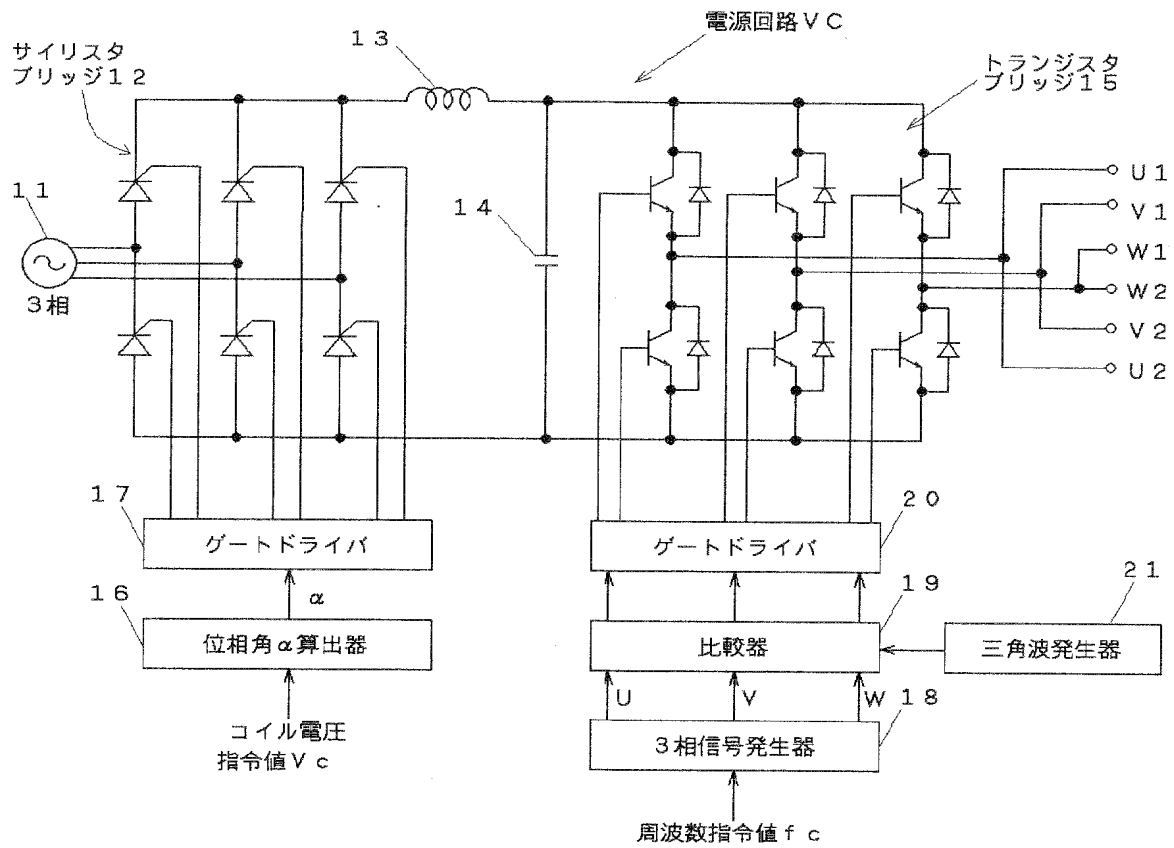 電源回路ＶＣ
１３
サイリスタ
ブリッジ１２
トランジスタ
ブリッジ１５
１１
３相
１４
Ｕ１
Ｖ１
Ｗ１
Ｗ２
Ｖ２
Ｕ２
１７
ゲートドライバ
２０
ゲートドライバ
１６
α
位相角α算出器
１９
比較器
２１
三角波発生器
コイル電圧
指令値Ｖｃ
Ｕ
Ｖ
Ｗ
１８
３相信号発生器
周波数指令値ｆｃ